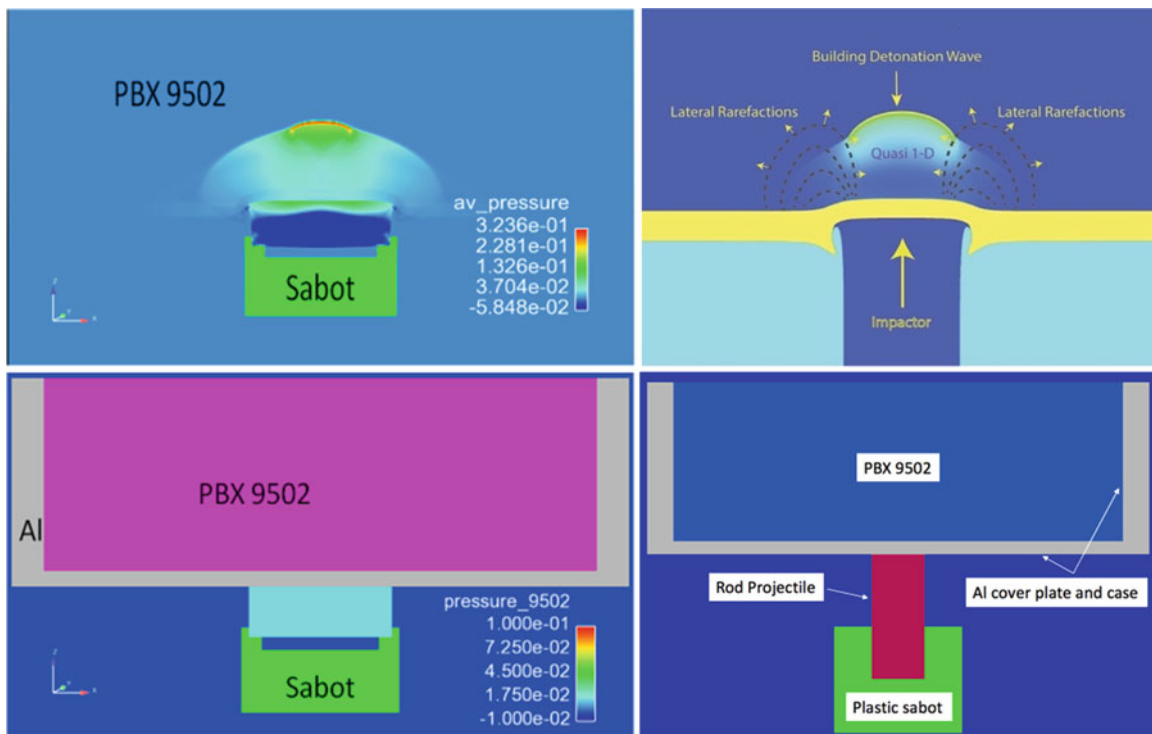 PBX 9502
av_pressure
3.236e-01
2.281e-01
1.326e-01
3.704e-02
-5.848e-02
Sabot
Building Detonation Wave
Lateral Rarefactions
Lateral Rarefactions
Quasi 1-D
Impactor
PBX 9502
Al
pressure_9502
1.000e-01
7.250e-02
4.500e-02
1.750e-02
-1.000e-02
Sabot
PBX 9502
Rod Projectile
Al cover plate and case
Plastic sabot